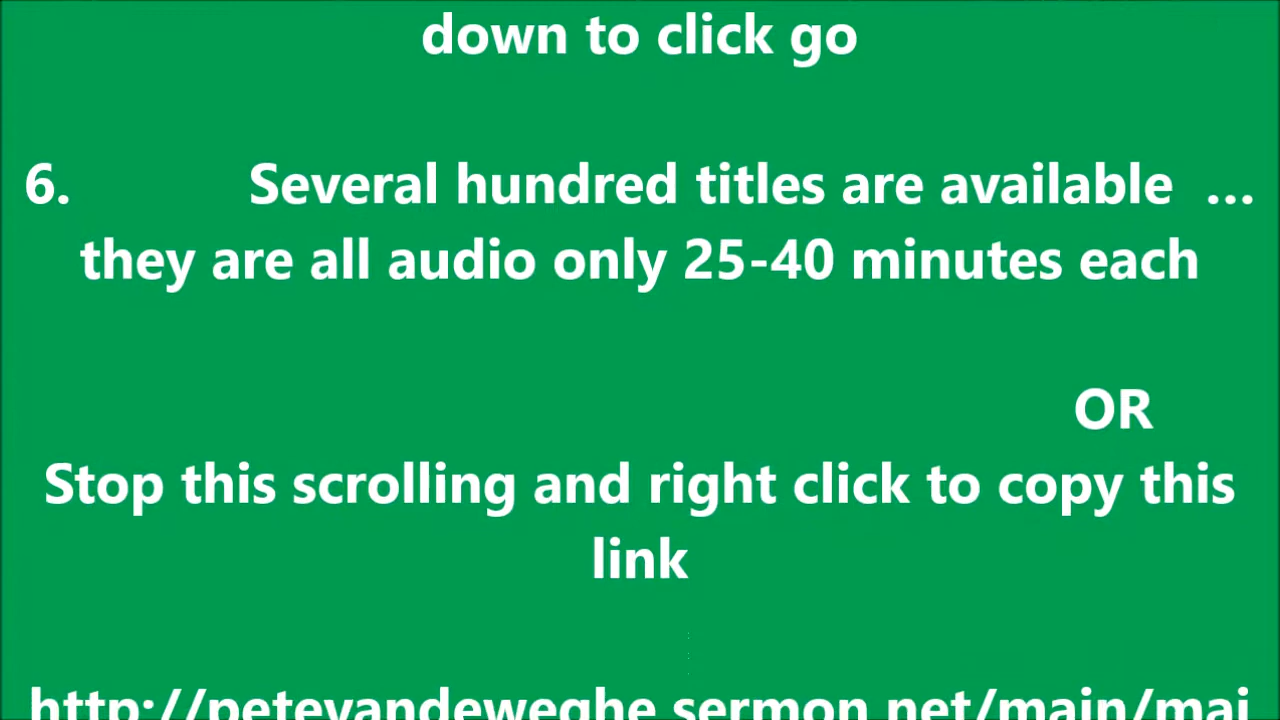 down to click go
6. Several hundred titles are available ...
they are all audio only 25-40 minutes each
OR
Stop this scrolling and right click to copy this
link
http://petevandeweghe.sermon.net/main/mai